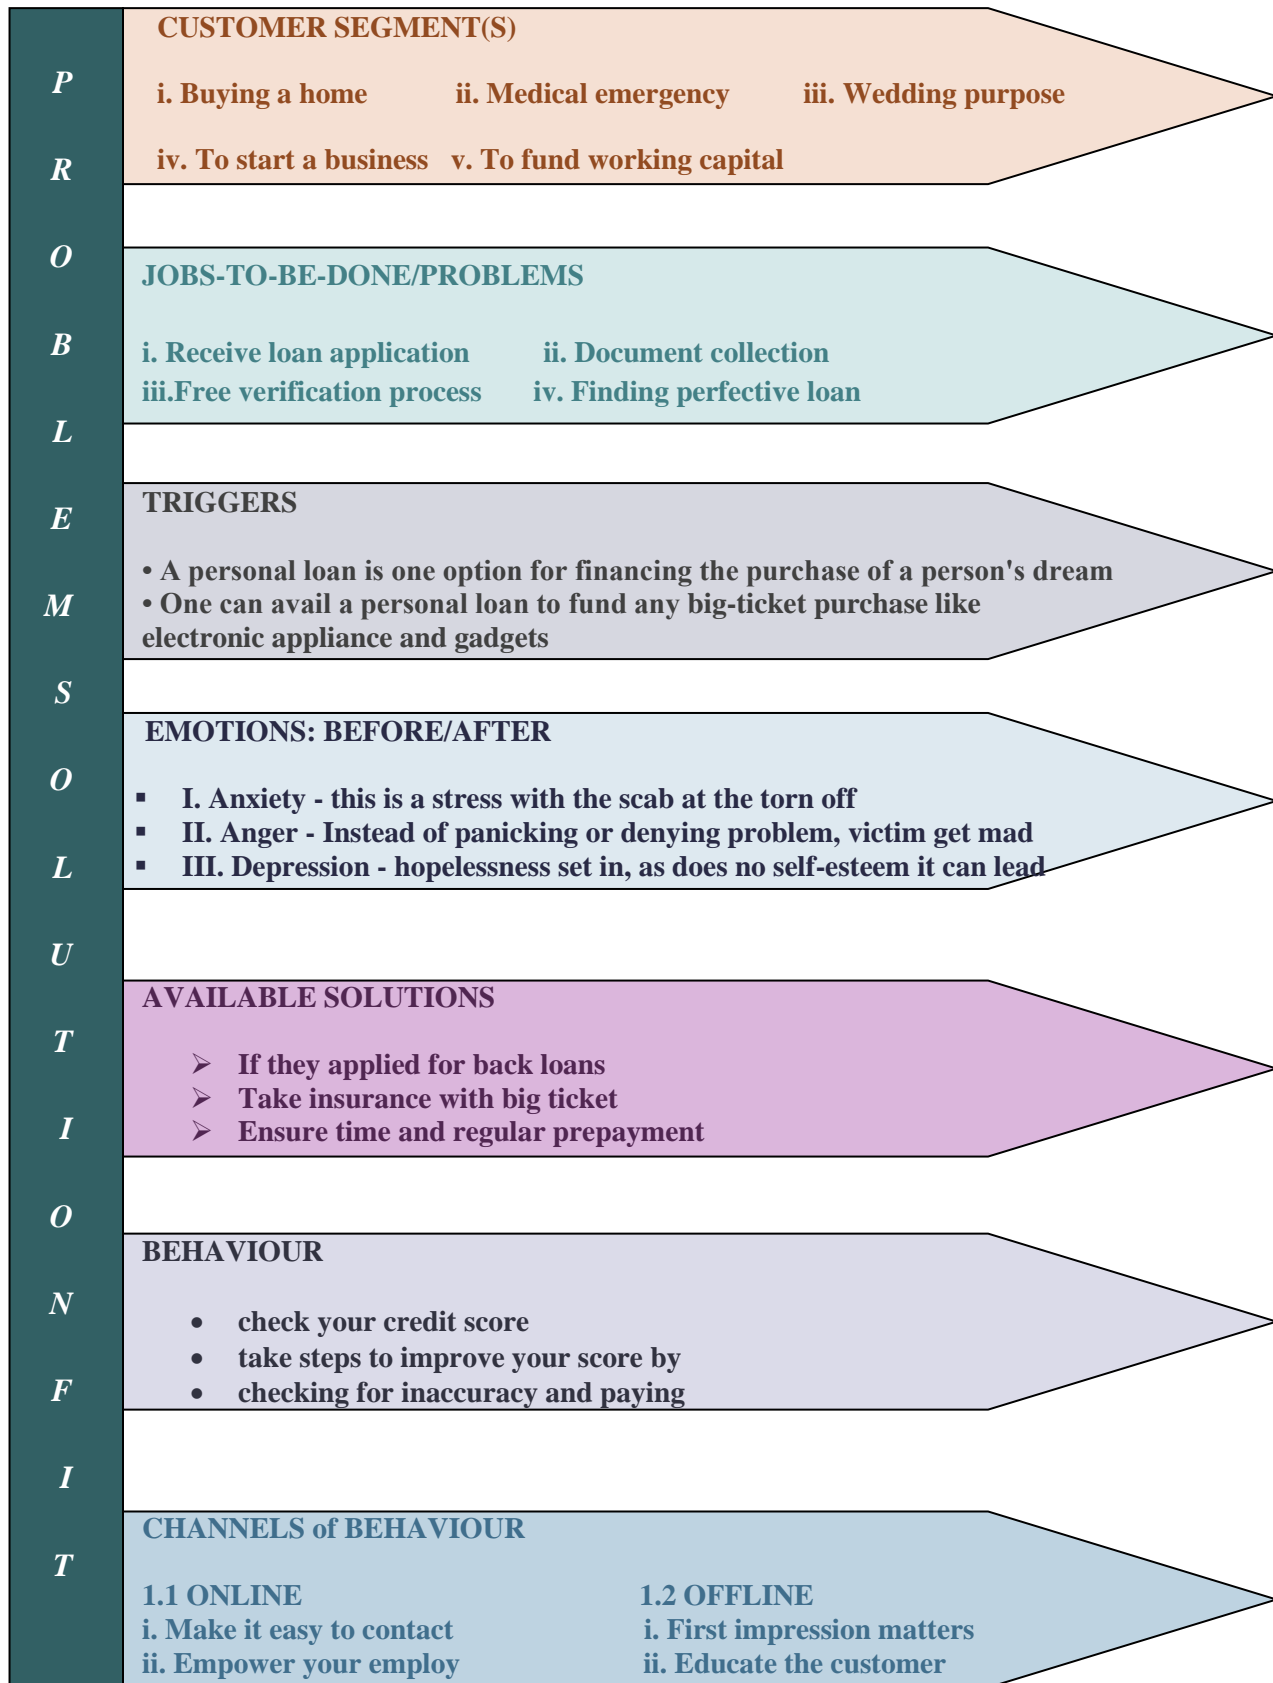 P
R
O
B
L
E
M
S
O
L
U
T
I
O
N
F
I
T
CUSTOMER SEGMENT(S)
i. Buying a home ii. Medical emergency iii. Wedding purpose
iv. To start a business v. To fund working capital
JOBS-TO-BE-DONE/PROBLEMS
i. Receive loan application ii. Document collection
iii.Free verification process iv. Finding perfective loan
TRIGGERS
• A personal loan is one option for financing the purchase of a person's dream
• One can avail a personal loan to fund any big-ticket purchase like
electronic appliance and gadgets
EMOTIONS: BEFORE/AFTER
▪ I. Anxiety - this is a stress with the scab at the torn off
▪ II. Anger - Instead of panicking or denying problem, victim get mad
▪ III. Depression - hopelessness set in, as does no self-esteem it can lead
AVAILABLE SOLUTIONS
➢ If they applied for back loans
➢ Take insurance with big ticket
➢ Ensure time and regular prepayment
BEHAVIOUR
• check your credit score
• take steps to improve your score by
• checking for inaccuracy and paying
CHANNELS of BEHAVIOUR
1.1 ONLINE 1.2 OFFLINE
i. Make it easy to contact i. First impression matters
ii. Empower your employ ii. Educate the customer